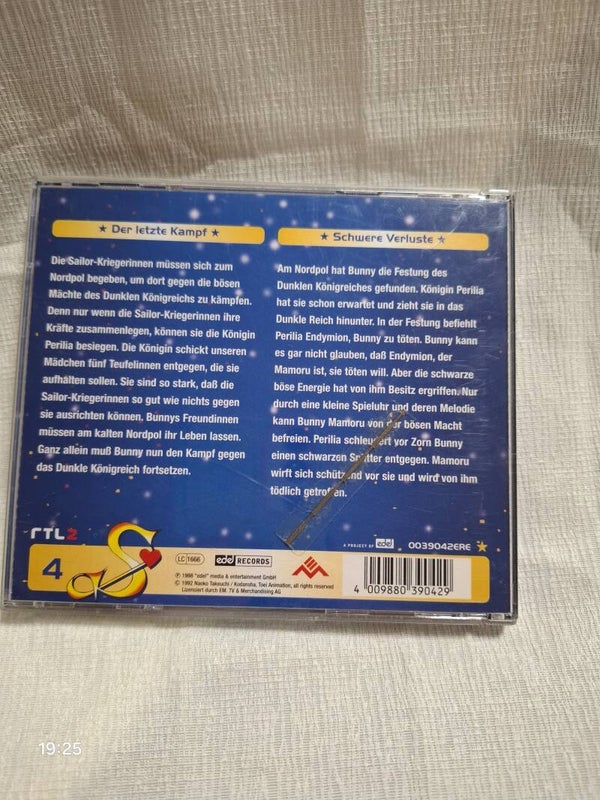 ★ Der letzte Kampf ★
Die Sailor-Kriegerinnen müssen sich zum
Nordpol begeben, um dort gegen die bösen
Mächte des Dunklen Königreichs zu kämpfen.
Denn nur wenn die Sailor-Kriegerinnen ihre
Kräfte zusammenlegen, können sie die Königin
Perilia besiegen. Die Königin schickt unseren
Mädchen fünf Teufelinnen entgegen, die sie
aufhalten sollen. Sie sind so stark, daß die
Sailor-Kriegerinnen so gut wie nichts gegen
sie ausrichten können. Bunnys Freundinnen
müssen am kalten Nordpol ihr Leben lassen.
Ganz allein muß Bunny nun den Kampf gegen
das Dunkle Königreich fortsetzen.
★ Schwere Verluste ★
Am Nordpol hat Bunny die Festung des
Dunklen Königreiches gefunden. Königin Perilia
hat sie schon erwartet und zieht sie in das
Dunkle Reich hinunter. In der Festung befiehlt
Perilia Endymion, Bunny zu töten. Bunny kann
es gar nicht glauben, daß Endymion, der
Mamoru ist, sie töten will. Aber die schwarze
böse Energie hat von ihm Besitz ergriffen. Nur
durch eine kleine Spieluhr und deren Melodie
kann Bunny Mamoru von der bösen Macht
befreien. Perilia schleudert vor Zorn Bunny
einen schwarzen Splitter entgegen. Mamoru
wirft sich schützend vor sie und wird von ihm
tödlich getroffen.
RTL2
4
S
LC 1666
edel RECORDS
A PROJECT BY edel
0039042ERE
℗ 1998 "edel" media & entertainment GmbH
© 1992 Naoko Takeuchi / Kodansha, Toei Animation, all rights reserved
Lizensiert durch EM. TV & Merchandising AG
4 009880 390429
19:25